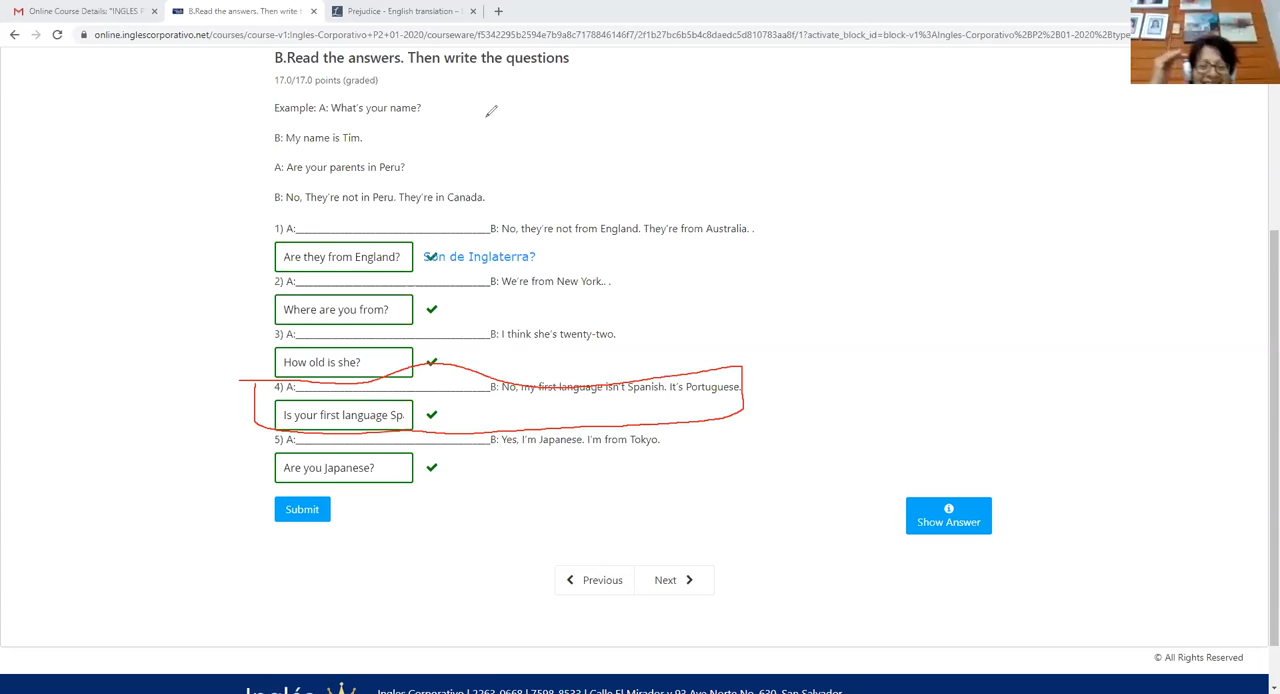 Online Course Details: "INGLES P
B.Read the answers. Then write t
Prejudice - English translation –
online.inglescorporativo.net/courses/course-v1:Ingles-Corporativo+P2+01-2020/courseware/f5342295b2594e7b9a8c7178846146f7/2f1b27bc6b5b4c8daedc5d810783aa8f/1?activate_block_id=block-v1%3AIngles-Corporativo%2BP2%2B01-2020%2Btype
B.Read the answers. Then write the questions
17.0/17.0 points (graded)
Example: A: What's your name?
B: My name is Tim.
A: Are your parents in Peru?
B: No, They're not in Peru. They're in Canada.
1) A:___________________________________B: No, they're not from England. They're from Australia. .
Are they from England? Son de Inglaterra?
2) A:___________________________________B: We're from New York.. .
Where are you from?
3) A:___________________________________B: I think she's twenty-two.
How old is she?
4) A:___________________________________B: No, my first language isn't Spanish. It's Portuguese.
Is your first language Sp
5) A:___________________________________B: Yes, I'm Japanese. I'm from Tokyo.
Are you Japanese?
Submit
Show Answer
Previous Next
© All Rights Reserved
Inglés Ingles Corporativo | 2263-0668 | 7598-8533 | Calle El Mirador y 93 Ave Norte No. 630, San Salvador